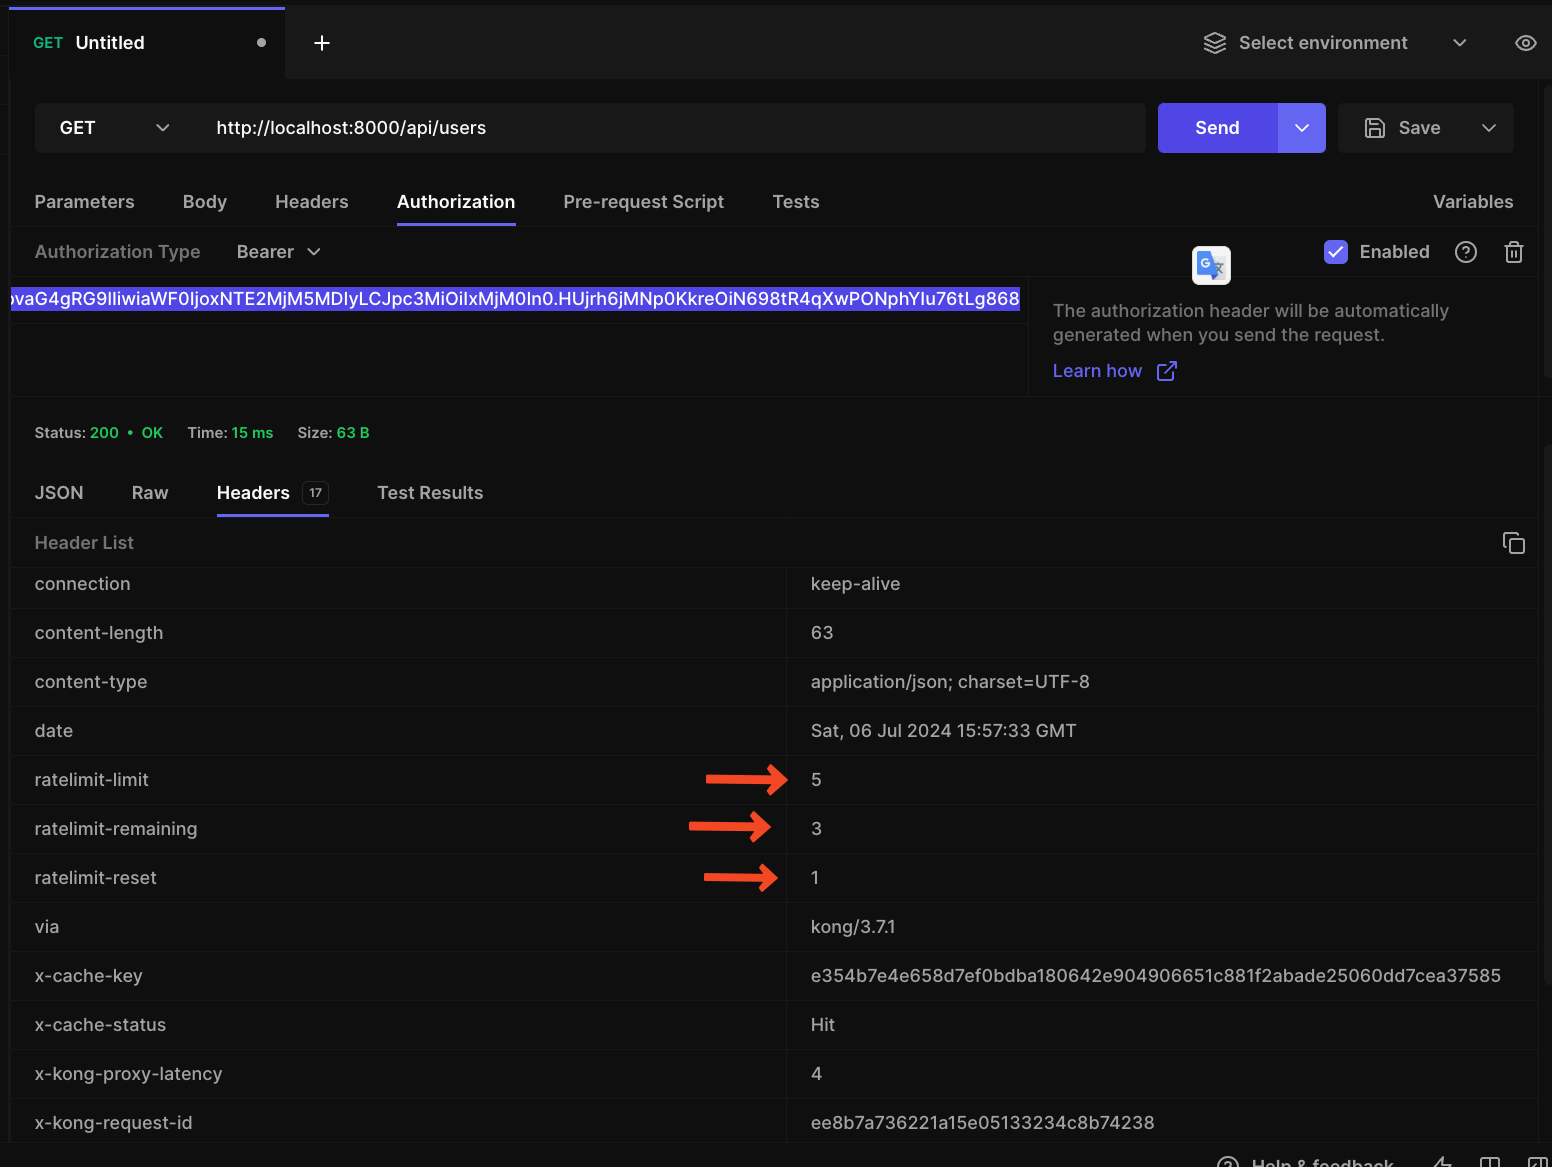 GET Untitled
Select environment
GET http://localhost:8000/api/users Send Save
Parameters Body Headers Authorization Pre-request Script Tests Variables
Authorization Type Bearer Enabled
The authorization header will be automatically
generated when you send the request.
Learn how
Status: 200 • OK Time: 15 ms Size: 63 B
JSON Raw Headers 17 Test Results
Header List
connection keep-alive
content-length 63
content-type application/json; charset=UTF-8
date Sat, 06 Jul 2024 15:57:33 GMT
ratelimit-limit 5
ratelimit-remaining 3
ratelimit-reset 1
via kong/3.7.1
x-cache-key e354b7e4e658d7ef0bdba180642e904906651c881f2abade25060dd7cea37585
x-cache-status Hit
x-kong-proxy-latency 4
x-kong-request-id ee8b7a736221a15e05133234c8b74238
Help & feedback